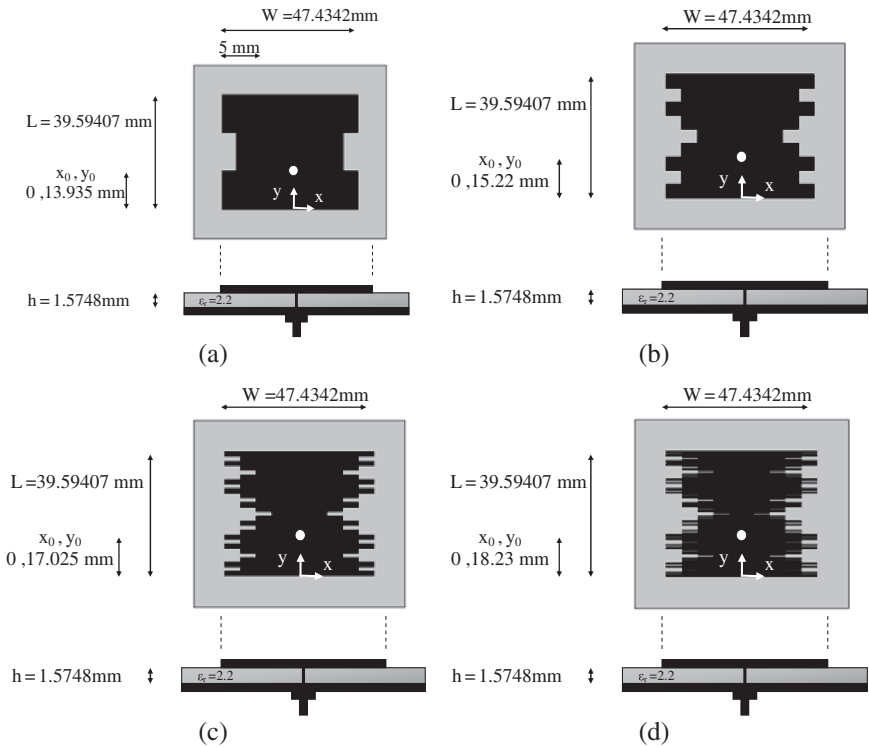 W = 47.4342mm
5 mm
L = 39.59407 mm
x₀ , y₀
0 ,13.935 mm
y
x
h = 1.5748mm
εᵣ=2.2
(a)
W = 47.4342mm
L = 39.59407 mm
x₀ , y₀
0 ,15.22 mm
y
x
h = 1.5748mm
εᵣ=2.2
(b)
W =47.4342mm
L =39.59407 mm
x₀ , y₀
0 ,17.025 mm
y
x
h = 1.5748mm
εᵣ=2.2
(c)
W = 47.4342mm
L = 39.59407 mm
x₀ , y₀
0 ,18.23 mm
y
x
h = 1.5748mm
εᵣ=2.2
(d)